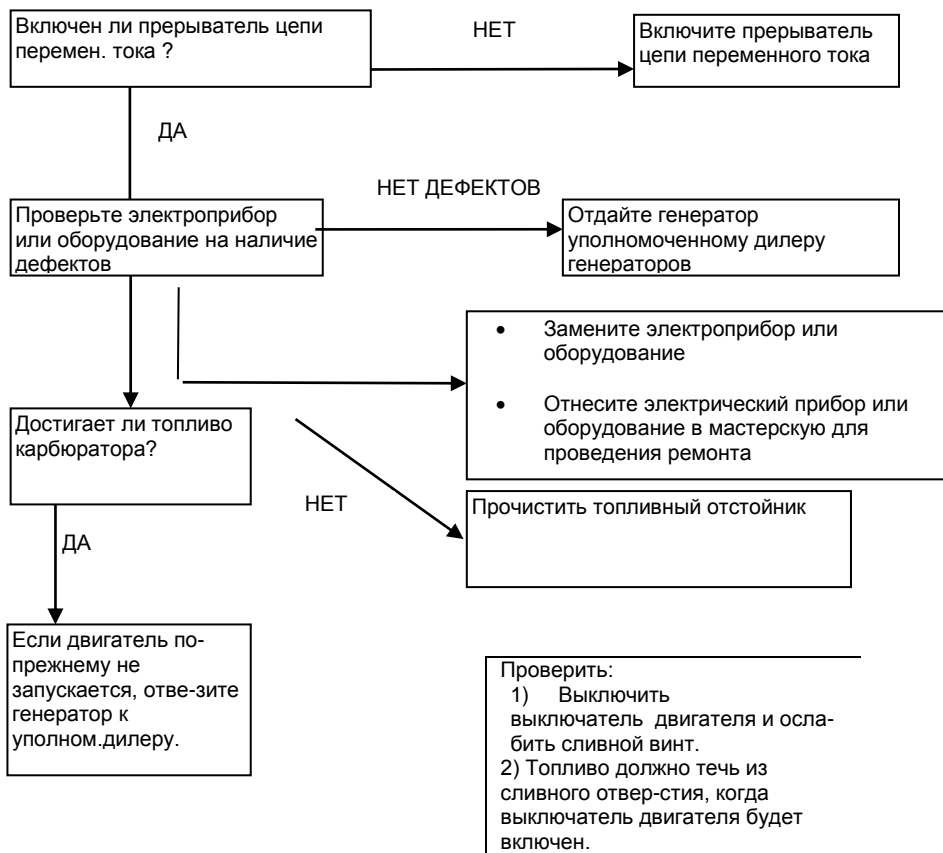 Включен ли прерыватель цепи
перемен. тока ?
НЕТ
Включите прерыватель
цепи переменного тока
ДА
НЕТ ДЕФЕКТОВ
Проверьте электроприбор
или оборудование на наличие
дефектов
Отдайте генератор
уполномоченному дилеру
генераторов
• Замените электроприбор или
оборудование
• Отнесите электрический прибор или
оборудование в мастерскую для
проведения ремонта
Достигает ли топливо
карбюратора?
НЕТ
Прочистить топливный отстойник
ДА
Если двигатель по-
прежнему не
запускается, отве-зите
генератор к
уполном.дилеру.
Проверить:
1) Выключить
выключатель двигателя и осла-
бить сливной винт.
2) Топливо должно течь из
сливного отвер-стия, когда
выключатель двигателя будет
включен.